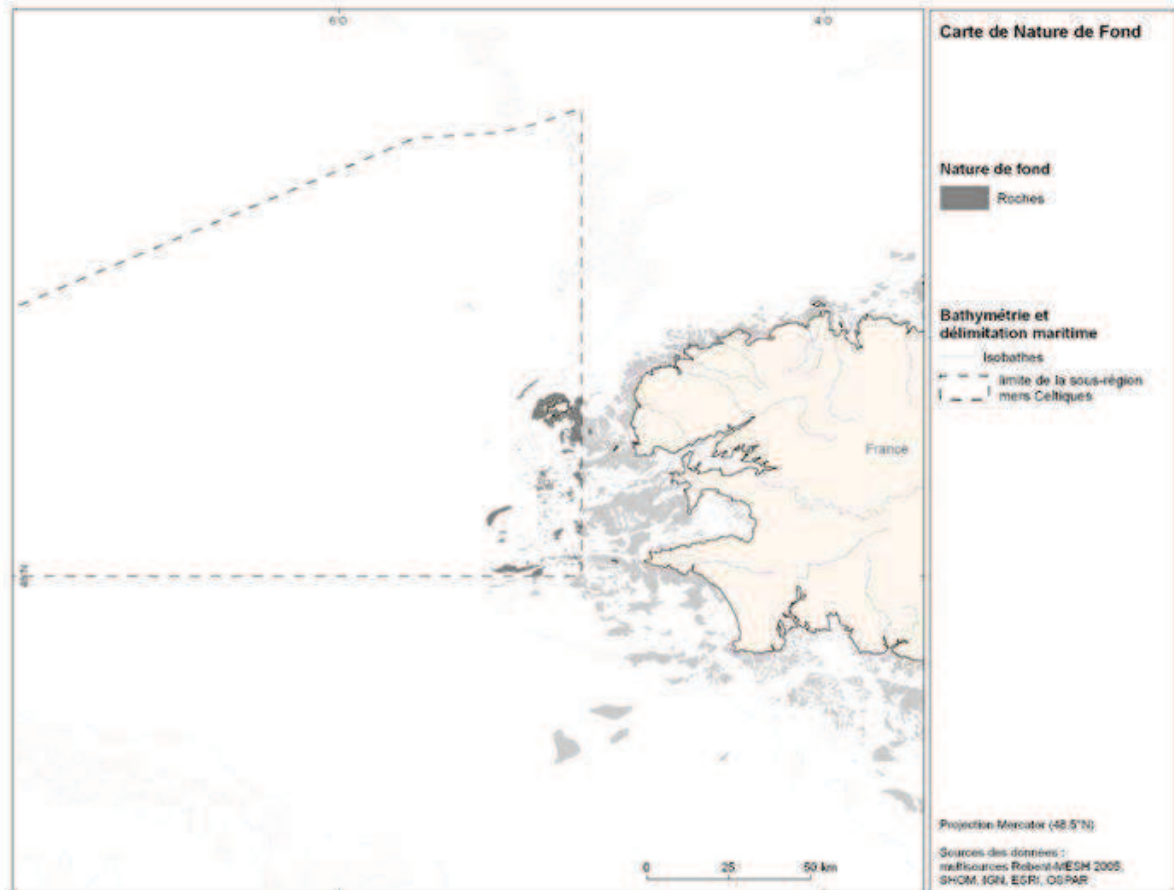 6°0
4°0
Carte de Nature de Fond
Nature de fond
Roches
Bathymétrie et
délimitation maritime
Isobathes
limite de la sous-région
mers Celtiques
France
48°N
0 25 50 km
Projection Mercator (48.5°N)
Sources des données :
multisources Rebent-MESH 2005,
SHOM, IGN, ESRI, OSPAR